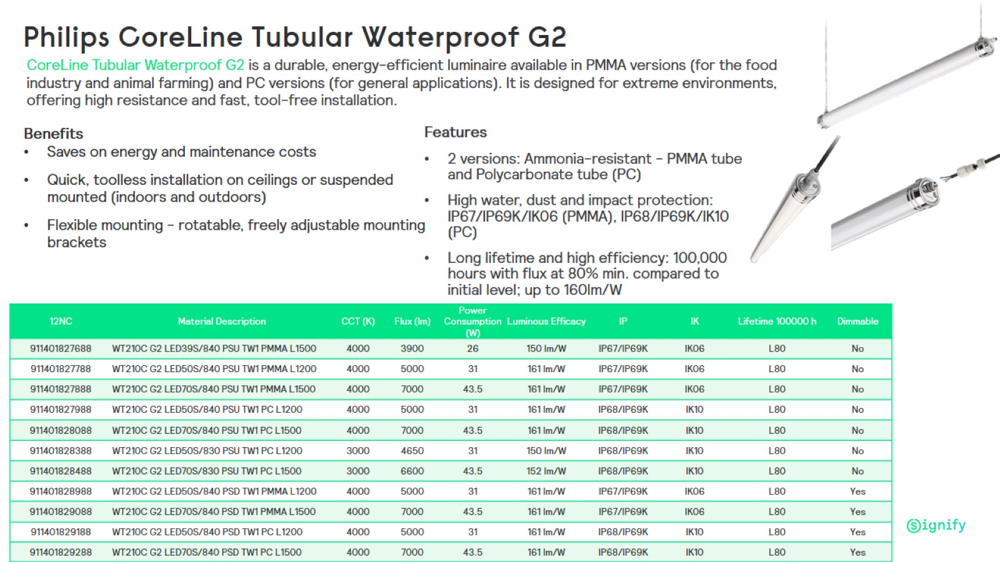 Philips CoreLine Tubular Waterproof G2
CoreLine Tubular Waterproof G2 is a durable, energy-efficient luminaire available in PMMA versions (for the food
industry and animal farming) and PC versions (for general applications). It is designed for extreme environments,
offering high resistance and fast, tool-free installation.
Benefits
• Saves on energy and maintenance costs
• Quick, toolless installation on ceilings or suspended
mounted (indoors and outdoors)
• Flexible mounting - rotatable, freely adjustable mounting
brackets
Features
• 2 versions: Ammonia-resistant - PMMA tube
and Polycarbonate tube (PC)
• High water, dust and impact protection:
IP67/IP69K/IK06 (PMMA), IP68/IP69K/IK10
(PC)
• Long lifetime and high efficiency: 100,000
hours with flux at 80% min. compared to
initial level; up to 160lm/W
12NC Material Description CCT (K) Flux (lm) Power Consumption (W) Luminous Efficacy IP IK Lifetime 100000 h Dimmable
911401827688 WT210C G2 LED39S/840 PSU TW1 PMMA L1500 4000 3900 26 150 lm/W IP67/IP69K IK06 L80 No
911401827788 WT210C G2 LED50S/840 PSU TW1 PMMA L1200 4000 5000 31 161 lm/W IP67/IP69K IK06 L80 No
911401827888 WT210C G2 LED70S/840 PSU TW1 PMMA L1500 4000 7000 43.5 161 lm/W IP67/IP69K IK06 L80 No
911401827988 WT210C G2 LED50S/840 PSU TW1 PC L1200 4000 5000 31 161 lm/W IP68/IP69K IK10 L80 No
911401828088 WT210C G2 LED70S/840 PSU TW1 PC L1500 4000 7000 43.5 161 lm/W IP68/IP69K IK10 L80 No
911401828388 WT210C G2 LED50S/830 PSU TW1 PC L1200 3000 4650 31 150 lm/W IP68/IP69K IK10 L80 No
911401828488 WT210C G2 LED70S/830 PSU TW1 PC L1500 3000 6600 43.5 152 lm/W IP68/IP69K IK10 L80 No
911401828988 WT210C G2 LED50S/840 PSD TW1 PMMA L1200 4000 5000 31 161 lm/W IP67/IP69K IK06 L80 Yes
911401829088 WT210C G2 LED70S/840 PSD TW1 PMMA L1500 4000 7000 43.5 161 lm/W IP67/IP69K IK06 L80 Yes
911401829188 WT210C G2 LED50S/840 PSD TW1 PC L1200 4000 5000 31 161 lm/W IP68/IP69K IK10 L80 Yes
911401829288 WT210C G2 LED70S/840 PSD TW1 PC L1500 4000 7000 43.5 161 lm/W IP68/IP69K IK10 L80 Yes
Signify